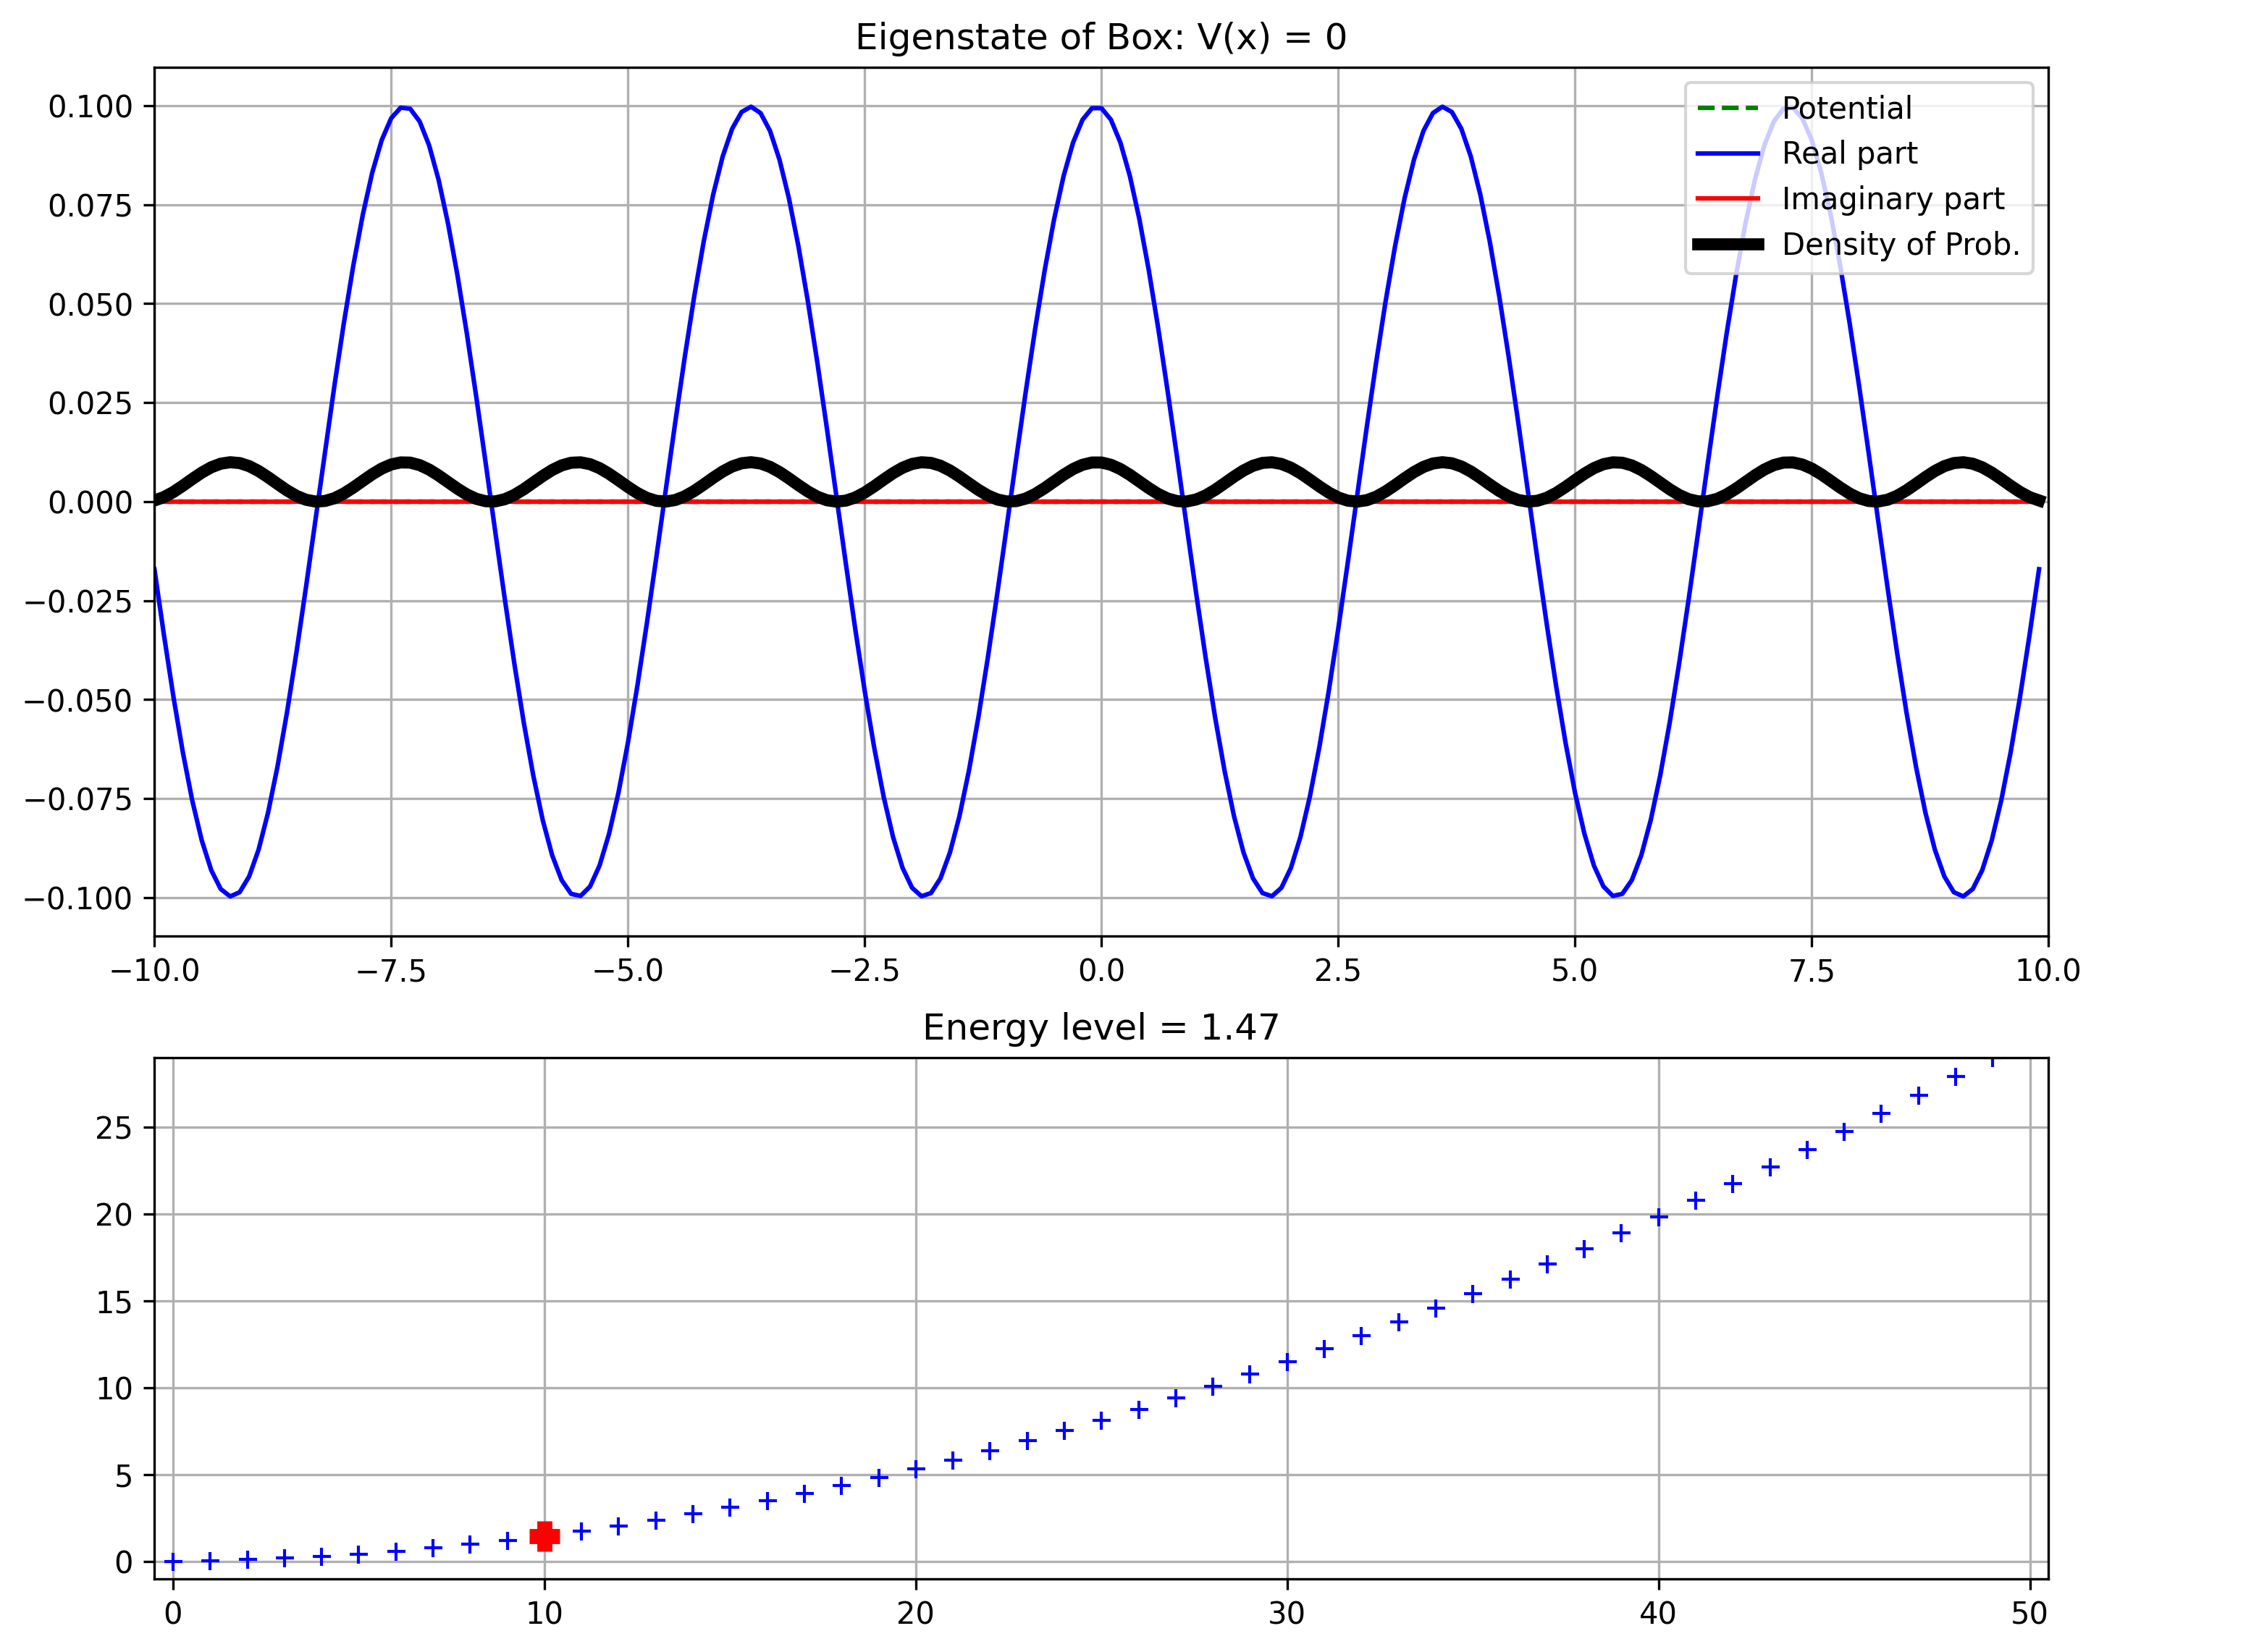 Eigenstate of Box: V(x) = 0
0.100
0.075
0.050
0.025
0.000
−0.025
−0.050
−0.075
−0.100
Potential
Real part
Imaginary part
Density of Prob.
−10.0 −7.5 −5.0 −2.5 0.0 2.5 5.0 7.5 10.0
Energy level = 1.47
25
20
15
10
5
0
0 10 20 30 40 50